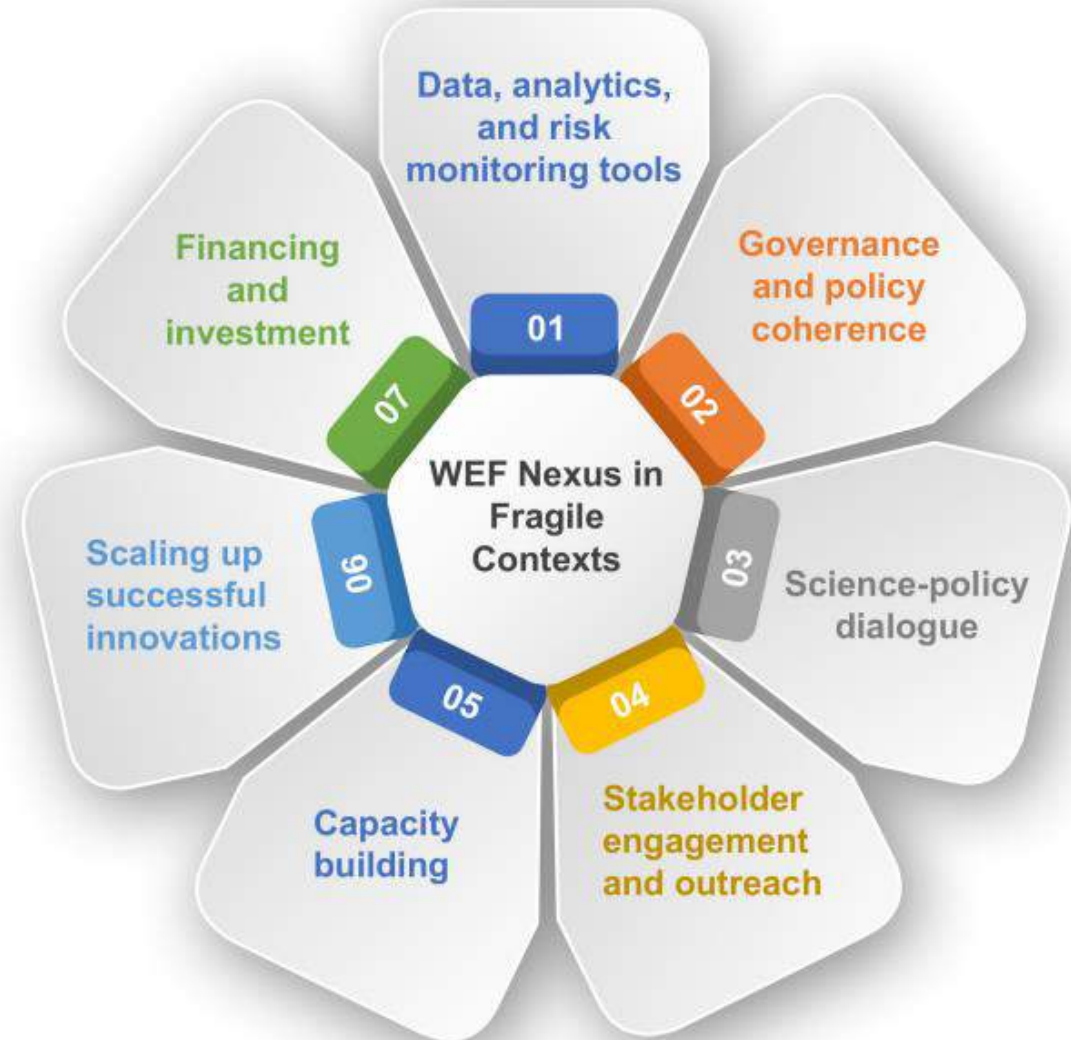 Data, analytics,
and risk
monitoring tools
01
Governance
and policy
coherence
02
Science-policy
dialogue
03
Stakeholder
engagement
and outreach
04
Capacity
building
05
Scaling up
successful
innovations
06
Financing
and
investment
07
WEF Nexus in
Fragile
Contexts